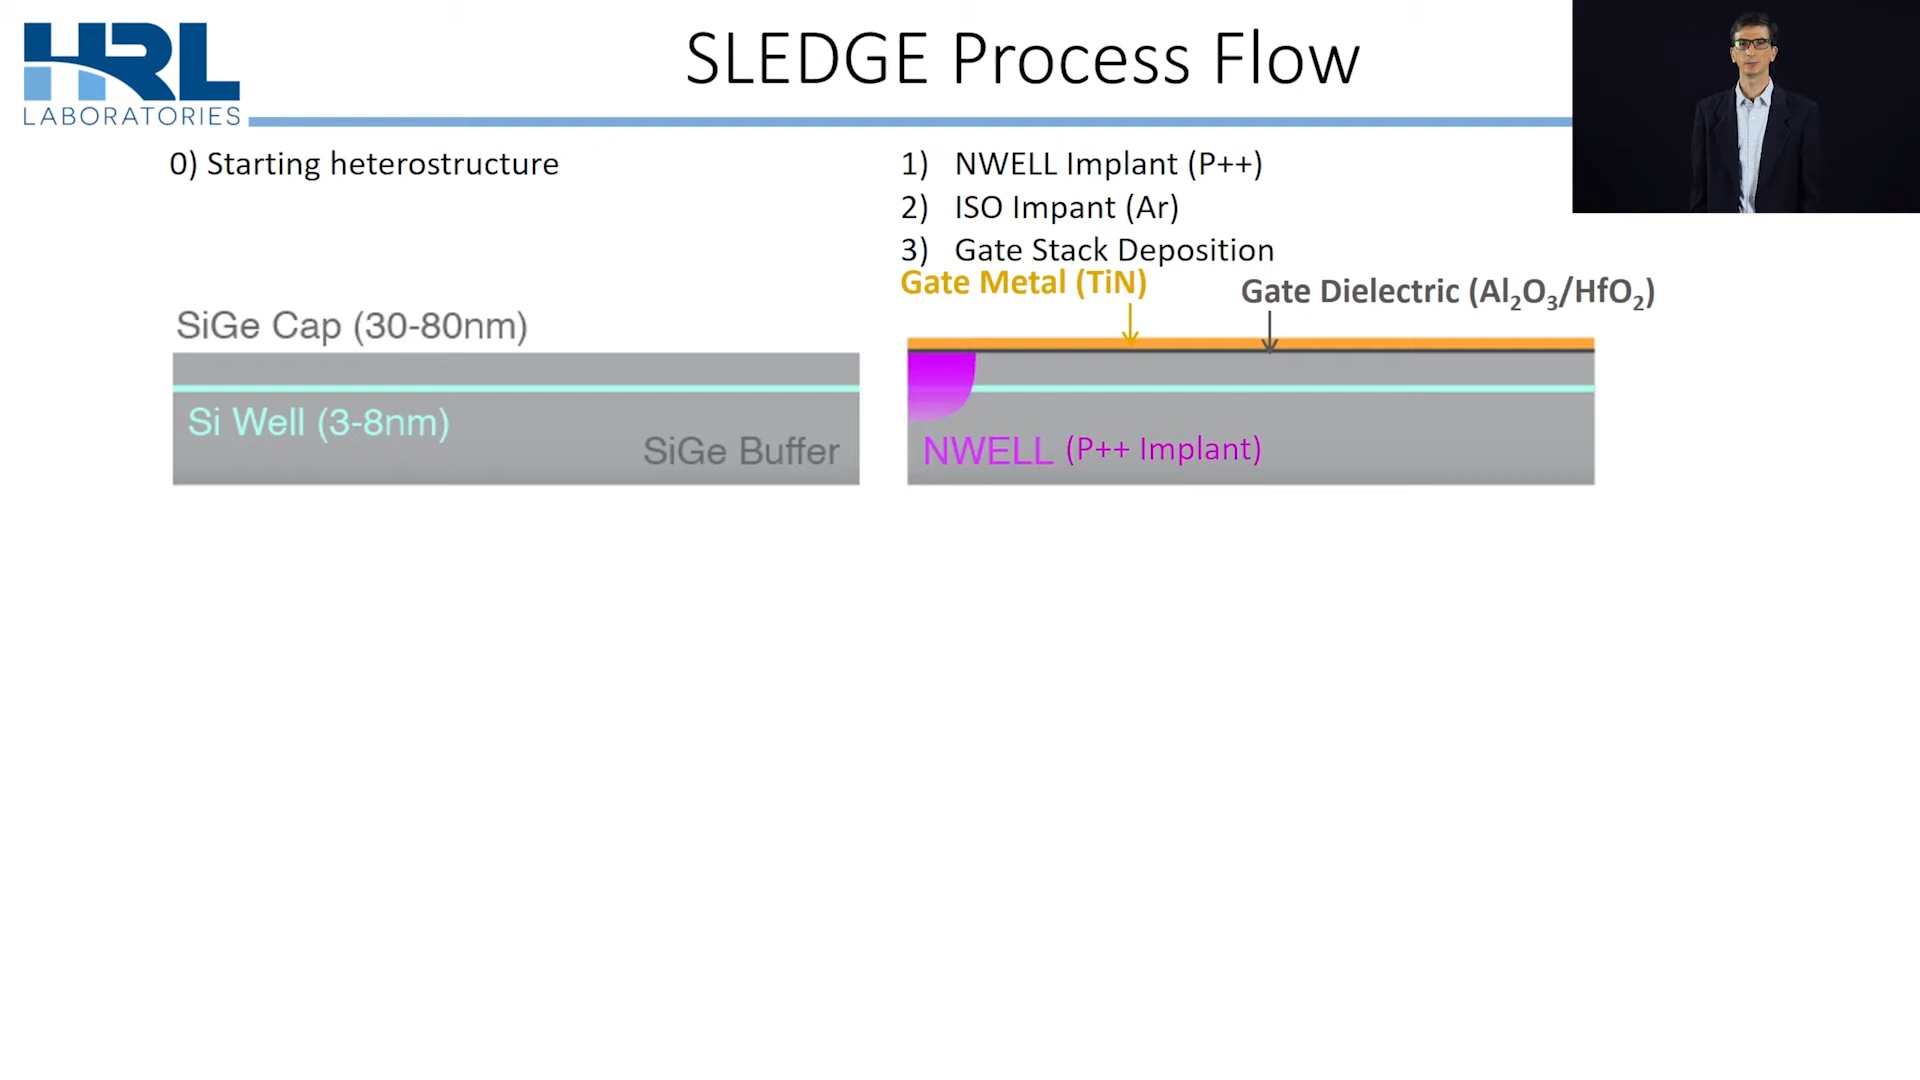 HRL
LABORATORIES
SLEDGE Process Flow
0) Starting heterostructure
1) NWELL Implant (P++)
2) ISO Impant (Ar)
3) Gate Stack Deposition
Gate Metal (TiN)
Gate Dielectric (Al₂O₃/HfO₂)
SiGe Cap (30-80nm)
Si Well (3-8nm)
SiGe Buffer
NWELL (P++ Implant)